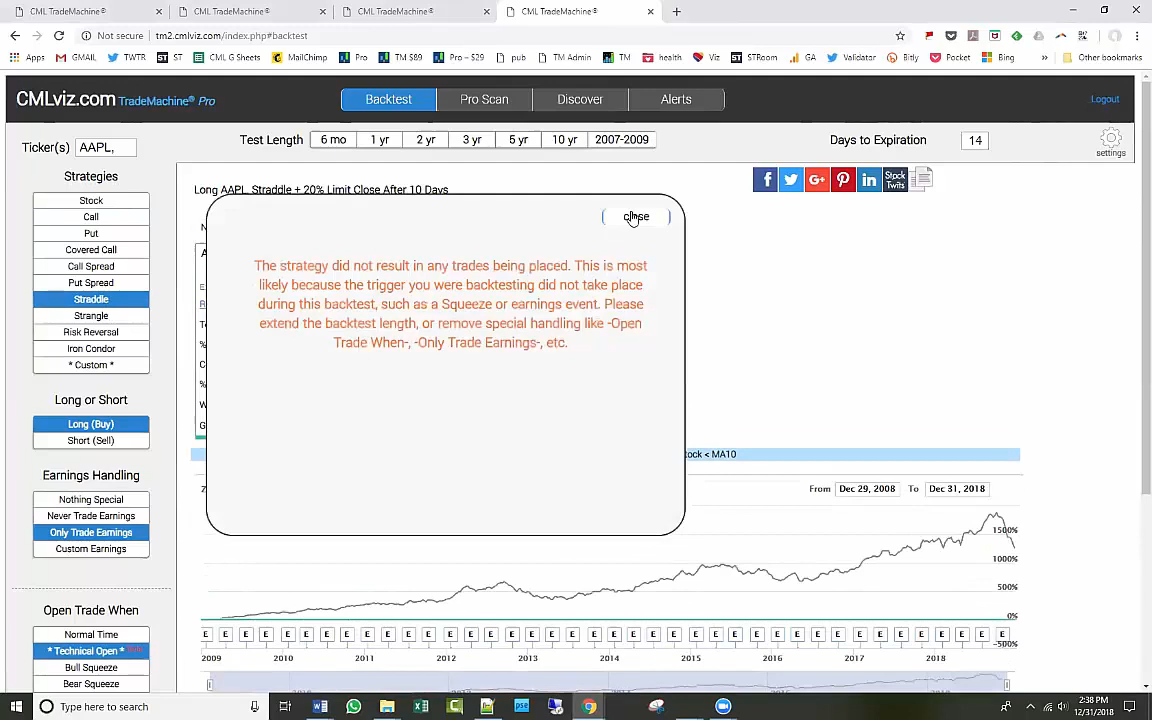 CML TradeMachine® CML TradeMachine® CML TradeMachine® CML TradeMachine®
Not secure tm2.cmlviz.com/index.php#backtest
Apps GMAIL TWTR ST CML G Sheets MailChimp Pro TM $89 Pro – $29 pub TM Admin TM health Viz STRoom GA Validator Bitly Pocket Bing » Other bookmarks
CMLviz.com TradeMachine® Pro
Backtest Pro Scan Discover Alerts
Logout
Ticker(s) AAPL,
Test Length 6 mo 1 yr 2 yr 3 yr 5 yr 10 yr 2007-2009
Days to Expiration 14
settings
Strategies
Stock
Call
Put
Covered Call
Call Spread
Put Spread
Straddle
Strangle
Risk Reversal
Iron Condor
* Custom *
Long or Short
Long (Buy)
Short (Sell)
Earnings Handling
Nothing Special
Never Trade Earnings
Only Trade Earnings
Custom Earnings
Open Trade When
Normal Time
* Technical Open *
Bull Squeeze
Bear Squeeze
Long AAPL, Straddle + 20% Limit Close After 10 Days
Stock Twits
close
The strategy did not result in any trades being placed. This is most
likely because the trigger you were backtesting did not take place
during this backtest, such as a Squeeze or earnings event. Please
extend the backtest length, or remove special handling like -Open
Trade When-, -Only Trade Earnings-, etc.
tock < MA10
From Dec 29, 2008 To Dec 31, 2018
1500%
1000%
500%
0%
-500%
E E E E E E E E E E E E E E E E E E E E E E E E E E E E E E E E E E E E E E E E
2009 2010 2011 2012 2013 2014 2015 2016 2017 2018
Type here to search
2:38 PM
12/31/2018